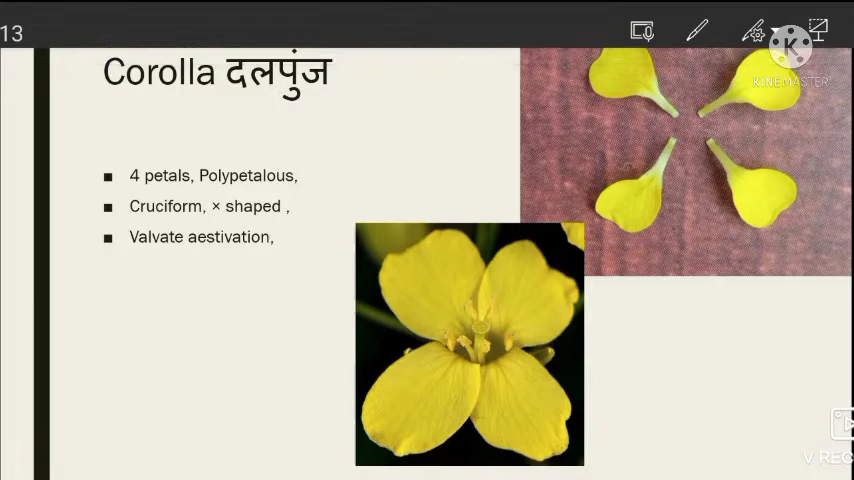 13
K
KINEMASTER
Corolla दलपुंज
4 petals, Polypetalous,
Cruciform, × shaped ,
Valvate aestivation,
V REC